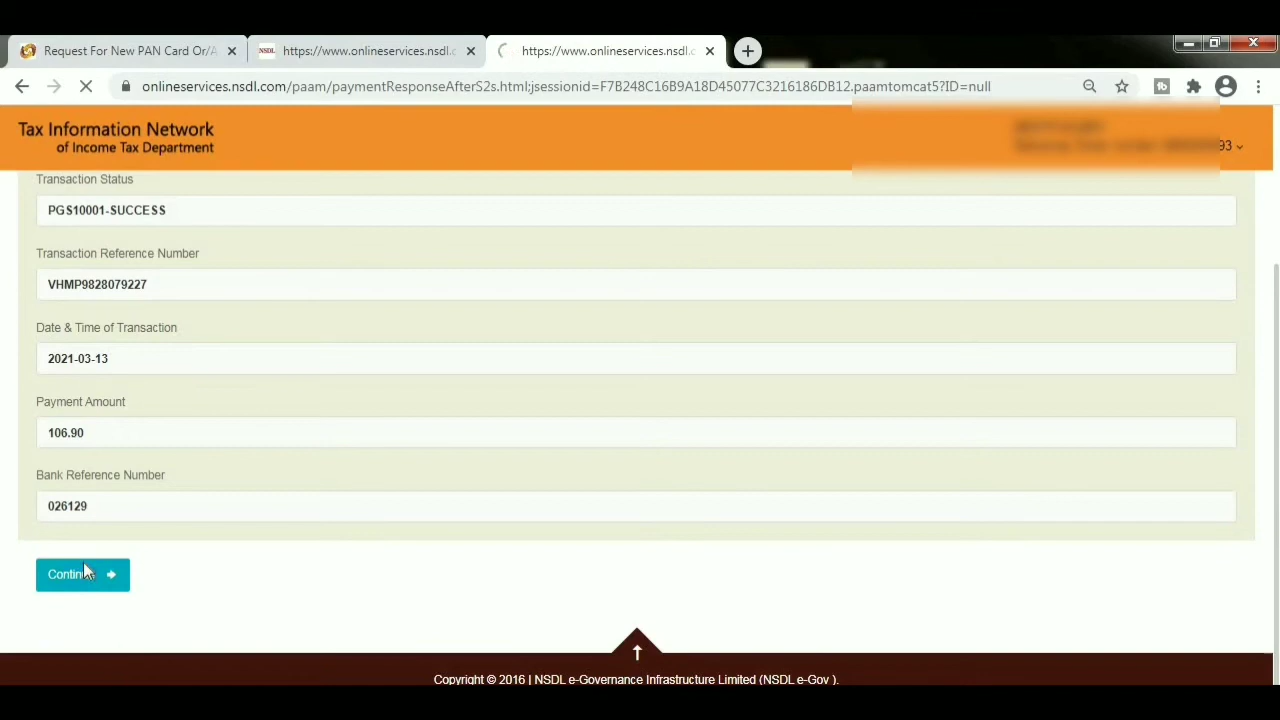 Request For New PAN Card Or/A
https://www.onlineservices.nsdl.c
https://www.onlineservices.nsdl.c
onlineservices.nsdl.com/paam/paymentResponseAfterS2s.html;jsessionid=F7B248C16B9A18D45077C3216186DB12.paamtomcat5?ID=null
Tax Information Network
of Income Tax Department
93
Transaction Status
PGS10001-SUCCESS
Transaction Reference Number
VHMP9828079227
Date & Time of Transaction
2021-03-13
Payment Amount
106.90
Bank Reference Number
026129
Copyright © 2016 | NSDL e-Governance Infrastructure Limited (NSDL e-Gov ).